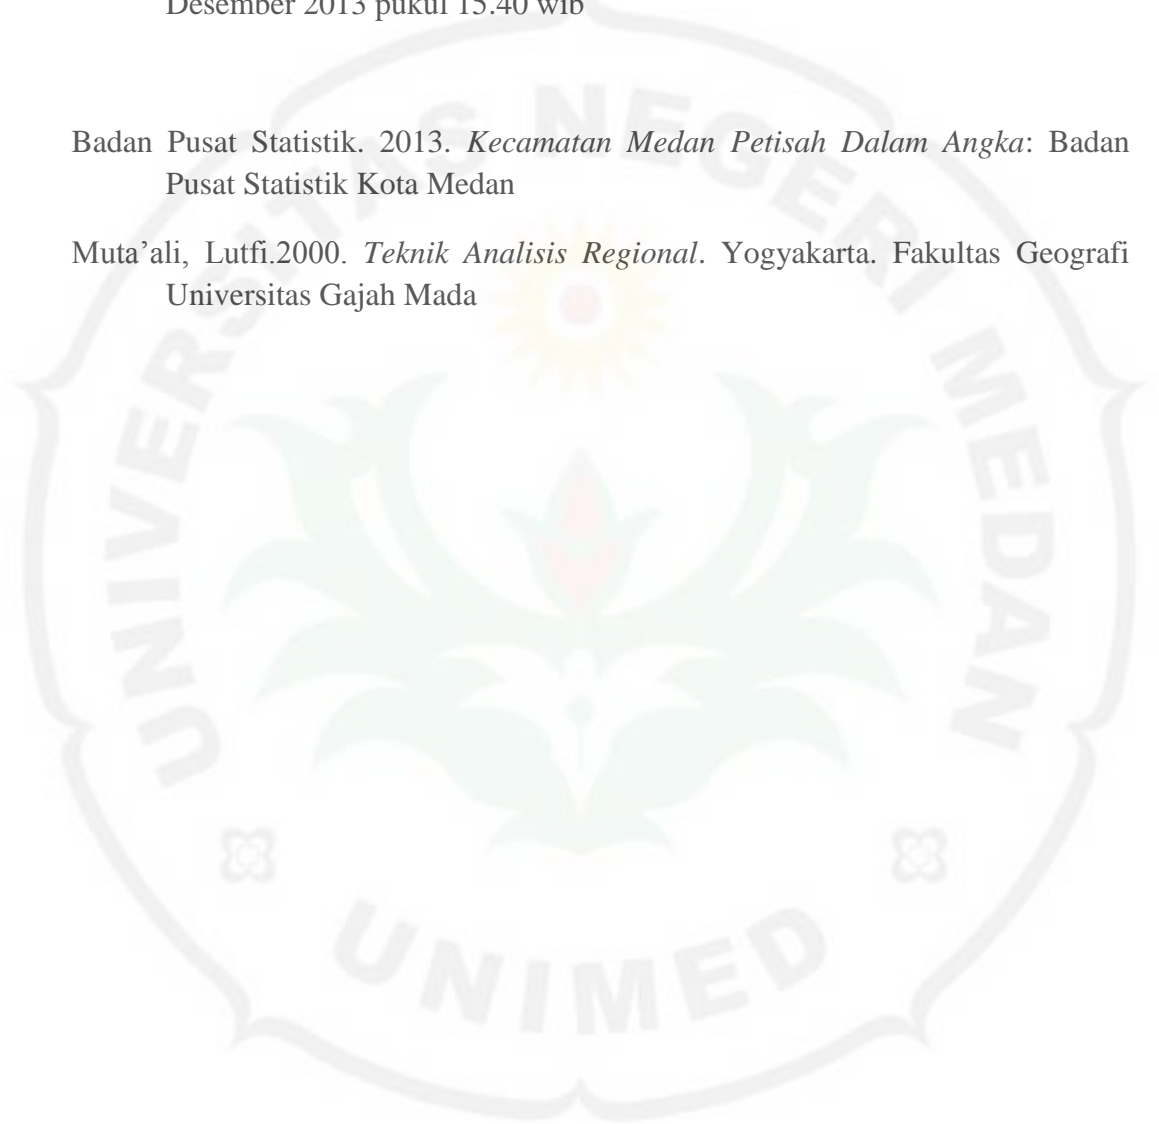 Desember 2013 pukul 15.40 wib
Badan Pusat Statistik. 2013. Kecamatan Medan Petisah Dalam Angka: Badan
Pusat Statistik Kota Medan
Muta’ali, Lutfi.2000. Teknik Analisis Regional. Yogyakarta. Fakultas Geografi
Universitas Gajah Mada
UNIVERSITAS NEGERI MEDAN
UNIMED